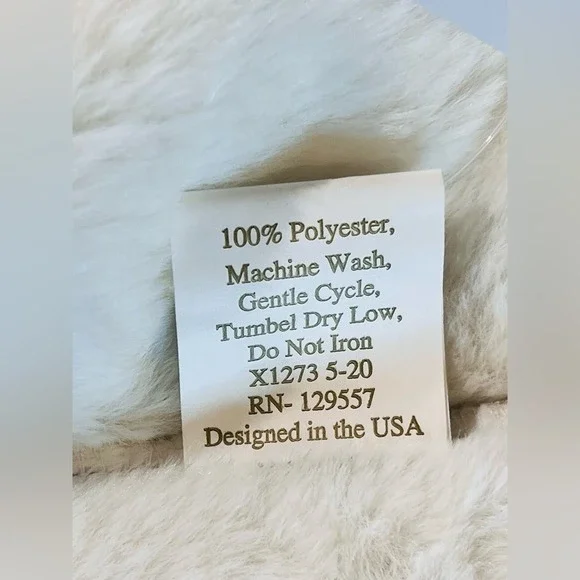 100% Polyester,
Machine Wash,
Gentle Cycle,
Tumbel Dry Low,
Do Not Iron
X1273 5-20
RN- 129557
Designed in the USA